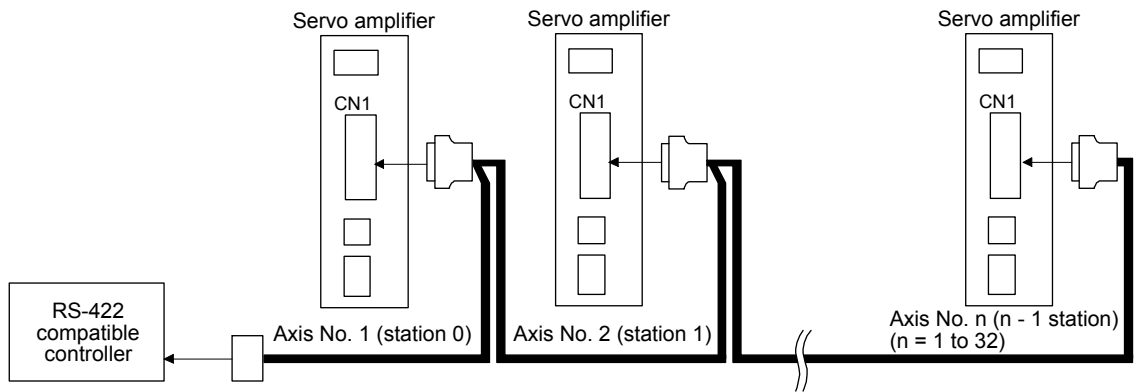 Servo amplifier
Servo amplifier
Servo amplifier
CN1
CN1
CN1
RS-422
compatible
controller
Axis No. 1 (station 0)
Axis No. 2 (station 1)
Axis No. n (n - 1 station)
(n = 1 to 32)